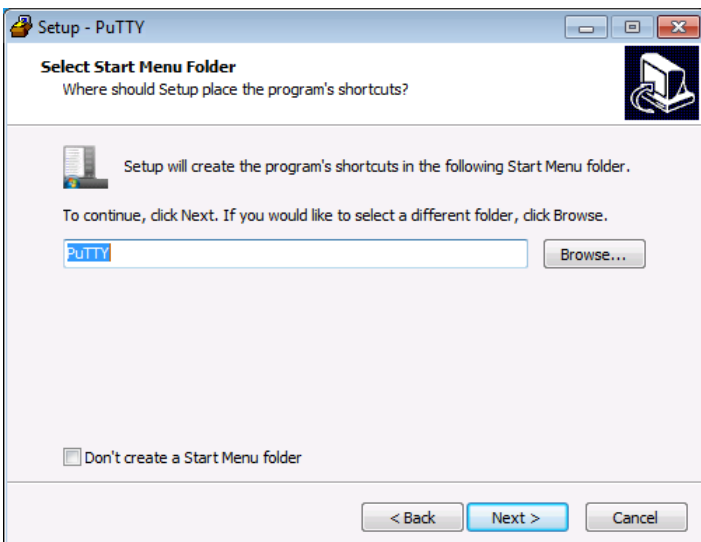 Setup - PuTTY
Select Start Menu Folder
Where should Setup place the program's shortcuts?
Setup will create the program's shortcuts in the following Start Menu folder.
To continue, click Next. If you would like to select a different folder, click Browse.
PuTTY
Browse...
Don't create a Start Menu folder
< Back
Next >
Cancel